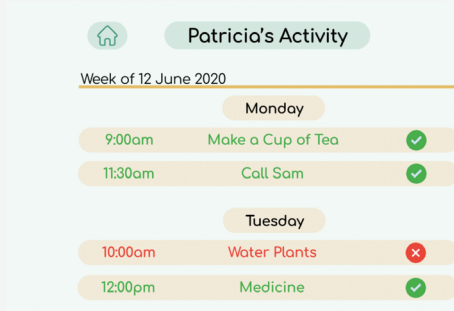 Patricia's Activity
Week of 12 June 2020
Monday
9:00am Make a Cup of Tea
11:30am Call Sam
Tuesday
10:00am Water Plants
12:00pm Medicine